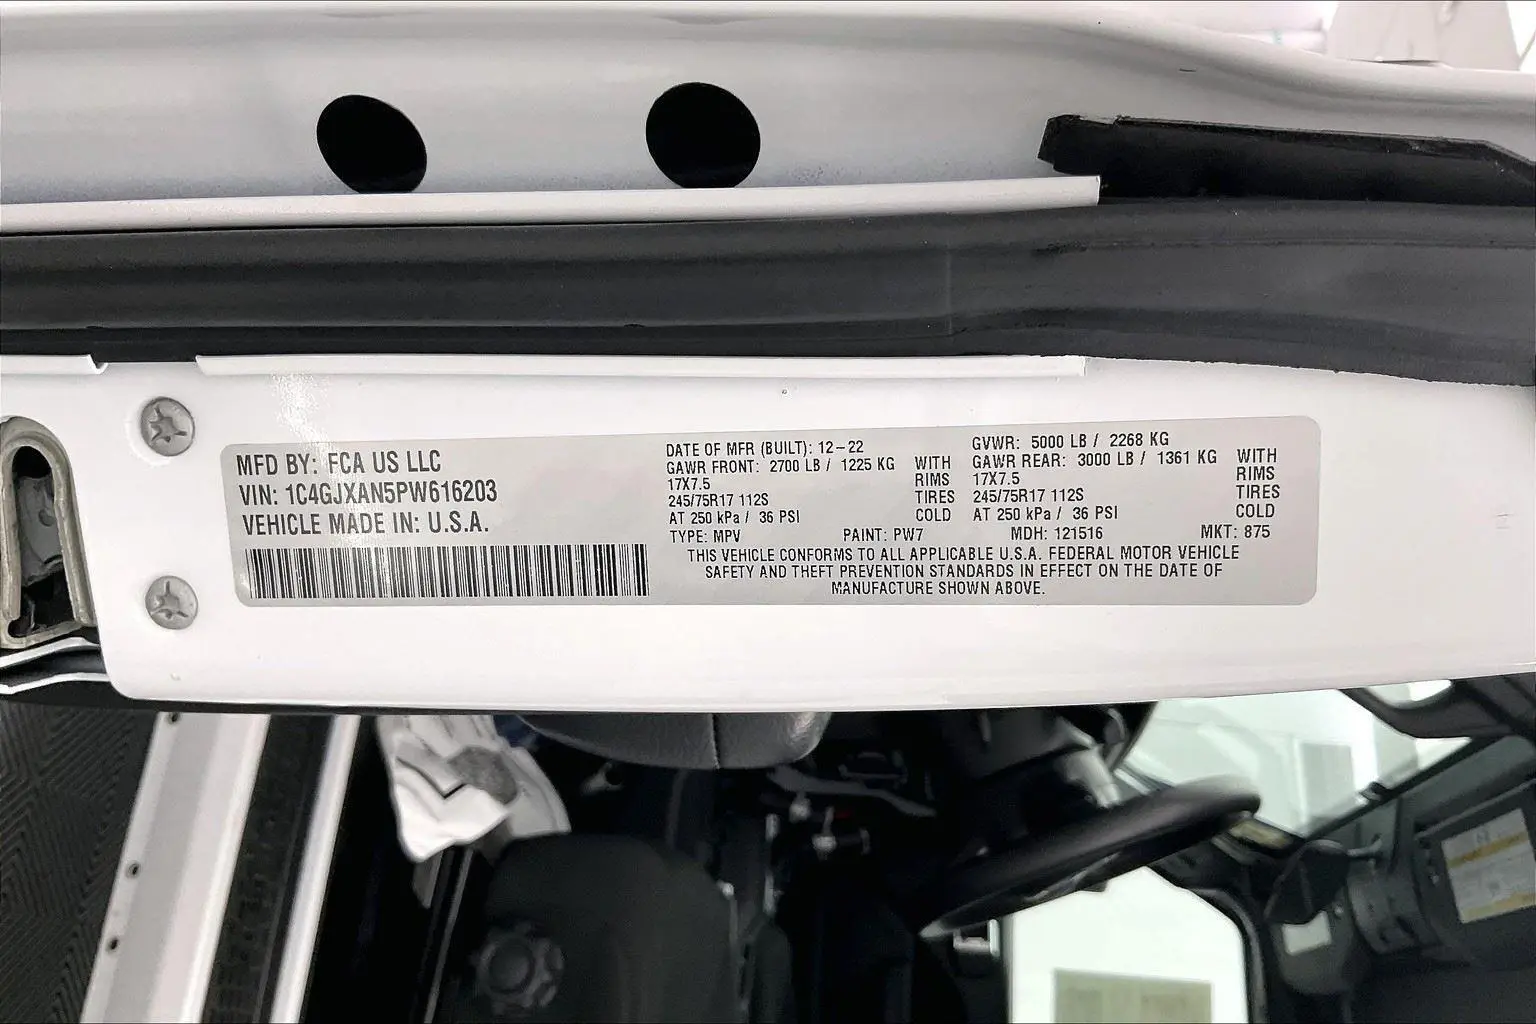 MFD BY: FCA US LLC
VIN: 1C4GJXAN5PW616203
VEHICLE MADE IN: U.S.A.
DATE OF MFR (BUILT): 12-22
GAWR FRONT: 2700 LB / 1225 KG WITH
17X7.5 RIMS
245/75R17 112S TIRES
AT 250 kPa / 36 PSI COLD
GVWR: 5000 LB / 2268 KG
GAWR REAR: 3000 LB / 1361 KG WITH
17X7.5 RIMS
245/75R17 112S TIRES
AT 250 kPa / 36 PSI COLD
TYPE: MPV PAINT: PW7 MDH: 121516 MKT: 875
THIS VEHICLE CONFORMS TO ALL APPLICABLE U.S.A. FEDERAL MOTOR VEHICLE
SAFETY AND THEFT PREVENTION STANDARDS IN EFFECT ON THE DATE OF
MANUFACTURE SHOWN ABOVE.